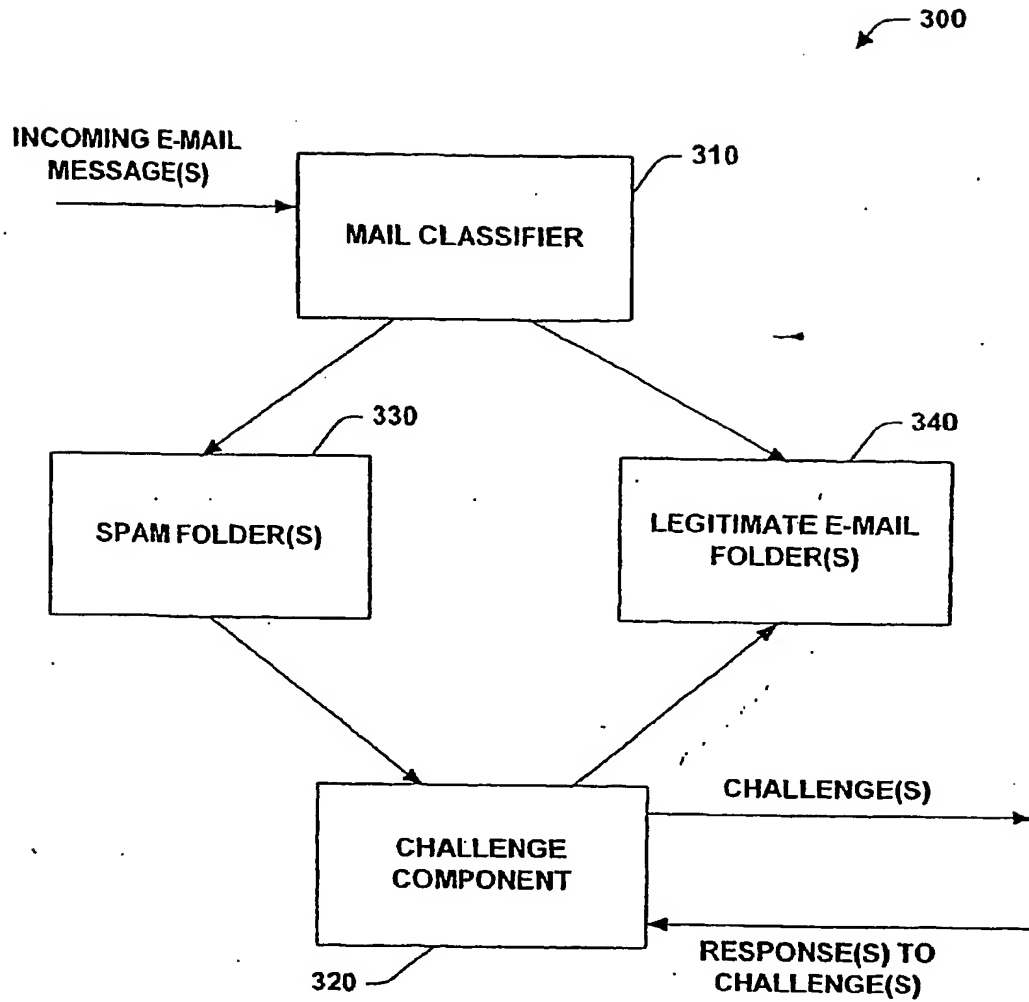 300
INCOMING E-MAIL
MESSAGE(S)
310
MAIL CLASSIFIER
330
340
SPAM FOLDER(S)
LEGITIMATE E-MAIL
FOLDER(S)
CHALLENGE(S)
CHALLENGE
COMPONENT
RESPONSE(S) TO
CHALLENGE(S)
320